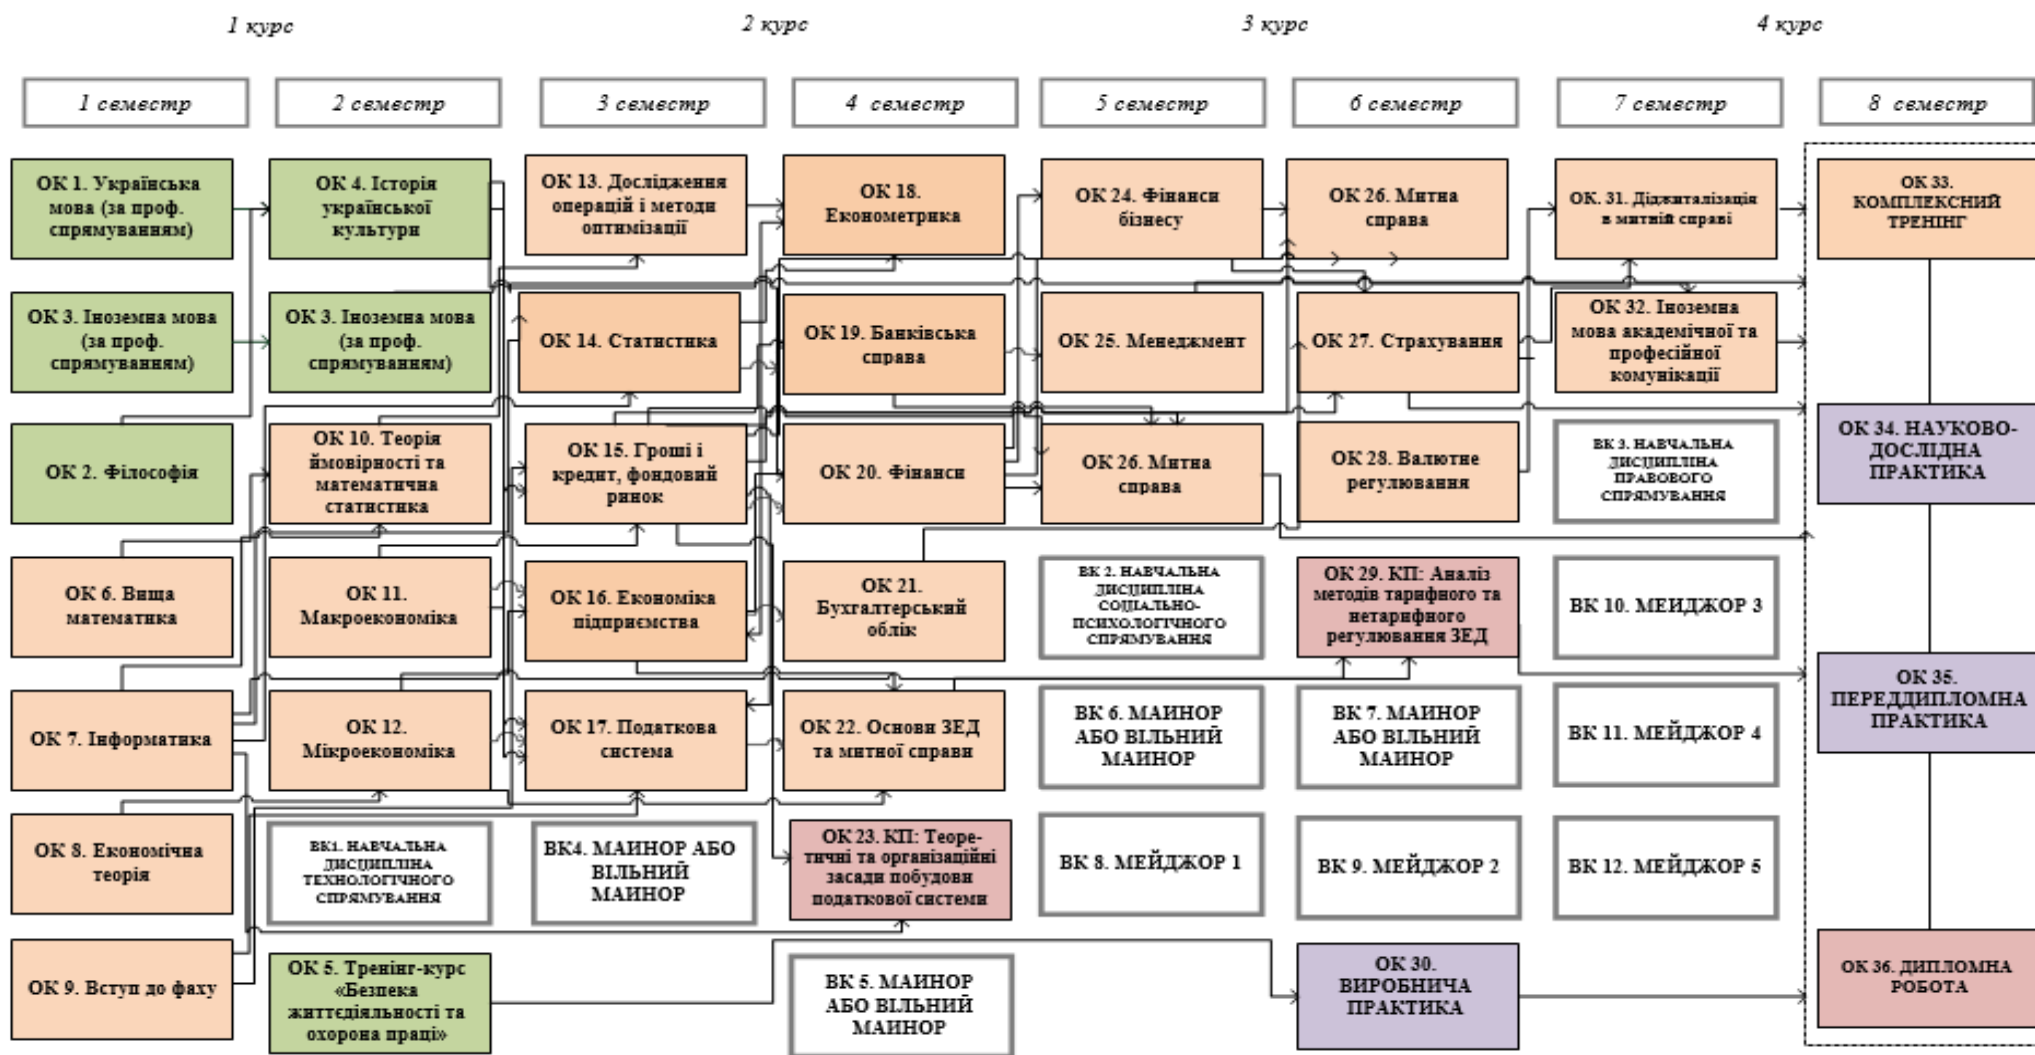 1 курс
2 курс
3 курс
4 курс
1 семестр
2 семестр
3 семестр
4 семестр
5 семестр
6 семестр
7 семестр
8 семестр
ОК 1. Українська
мова (за проф.
спрямуванням)
ОК 3. Іноземна мова
(за проф.
спрямуванням)
ОК 2. Філософія
ОК 6. Вища
математика
ОК 7. Інформатика
ОК 8. Економічна
теорія
ОК 9. Вступ до фаху
ОК 4. Історія
української
культури
ОК 3. Іноземна мова
(за проф.
спрямуванням)
ОК 10. Теорія
ймовірності та
математична
статистика
ОК 11.
Макроекономіка
ОК 12.
Мікроекономіка
ВК1. НАВЧАЛЬНА
ДИСЦИПЛІНА
ТЕХНОЛОГІЧНОГО
СПРЯМУВАННЯ
ОК 5. Тренінг-курс
«Безпека
життєдіяльності та
охорона праці»
ОК 13. Дослідження
операцій і методи
оптимізації
ОК 14. Статистика
ОК 15. Гроші і
кредит, фондовий
ринок
ОК 16. Економіка
підприємства
ОК 17. Податкова
система
ВК4. МАИНОР АБО
ВІЛЬНИЙ
МАИНОР
ОК 18.
Економетрика
ОК 19. Банківська
справа
ОК 20. Фінанси
ОК 21.
Бухгалтерський
облік
ОК 22. Основи ЗЕД
та митної справи
ОК 23. КП: Теоре-
тичні та організаційні
засади побудови
податкової системи
ВК 5. МАИНОР
АБО ВІЛЬНИЙ
МАИНОР
ОК 24. Фінанси
бізнесу
ОК 25. Менеджмент
ОК 26. Митна
справа
ВК 2. НАВЧАЛЬНА
ДИСЦИПЛІНА
СОЦІАЛЬНО-
ПСИХОЛОГІЧНОГО
СПРЯМУВАННЯ
ВК 6. МАИНОР
АБО ВІЛЬНИЙ
МАИНОР
ВК 8. МЕЙДЖОР 1
ОК 26. Митна
справа
ОК 27. Страхування
ОК 28. Валютне
регулювання
ОК 29. КП: Аналіз
методів тарифного та
нетарифного
регулювання ЗЕД
ВК 7. МАИНОР
АБО ВІЛЬНИЙ
МАИНОР
ВК 9. МЕЙДЖОР 2
ОК 30.
ВИРОБНИЧА
ПРАКТИКА
ОК. 31. Діджиталізація
в митній справі
ОК 32. Іноземна
мова академічної та
професійної
комунікації
ВК 3. НАВЧАЛЬНА
ДИСЦИПЛІНА
ПРАВОВОГО
СПРЯМУВАННЯ
ВК 10. МЕИДЖОР 3
ВК 11. МЕЙДЖОР 4
ВК 12. МЕЙДЖОР 5
ОК 33.
КОМПЛЕКСНИЙ
ТРЕНІНГ
ОК 34. НАУКОВО-
ДОСЛІДНА
ПРАКТИКА
ОК 35.
ПЕРЕДДИПЛОМНА
ПРАКТИКА
ОК 36. ДИПЛОМНА
РОБОТА